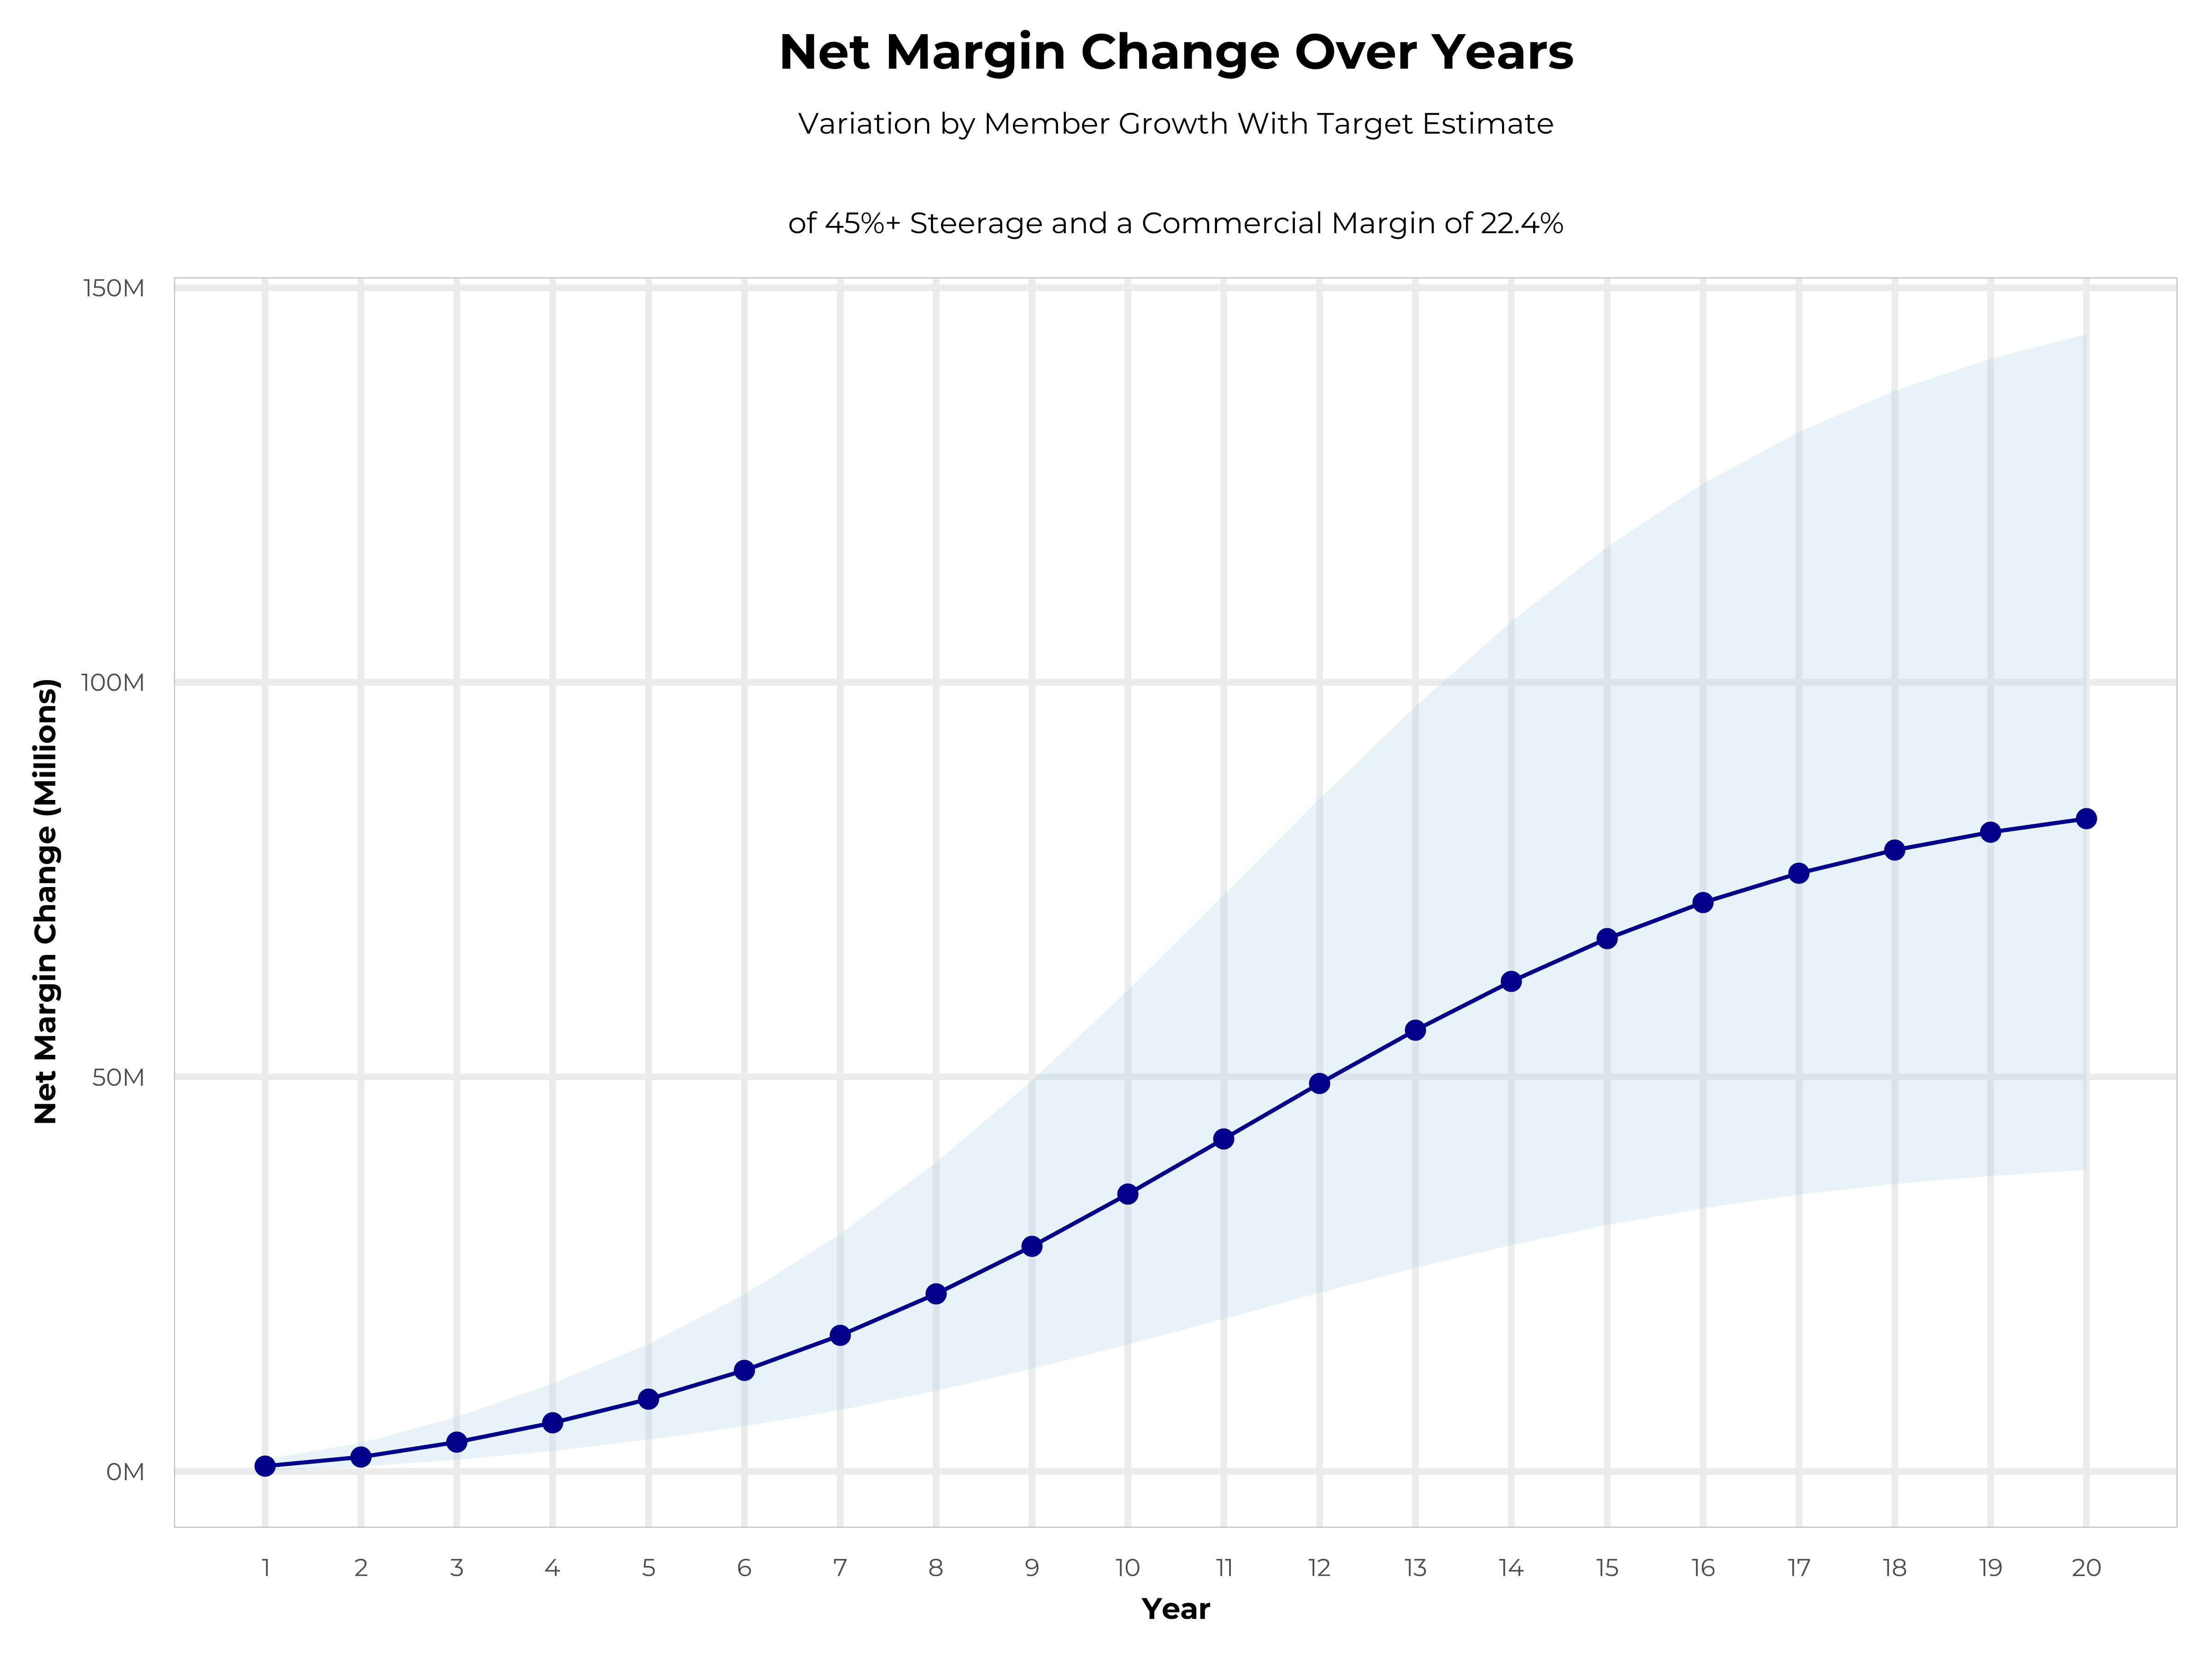 Net Margin Change Over Years
Variation by Member Growth With Target Estimate
of 45%+ Steerage and a Commercial Margin of 22.4%
150M
100M
50M
0M
Net Margin Change (Millions)
1 2 3 4 5 6 7 8 9 10 11 12 13 14 15 16 17 18 19 20
Year